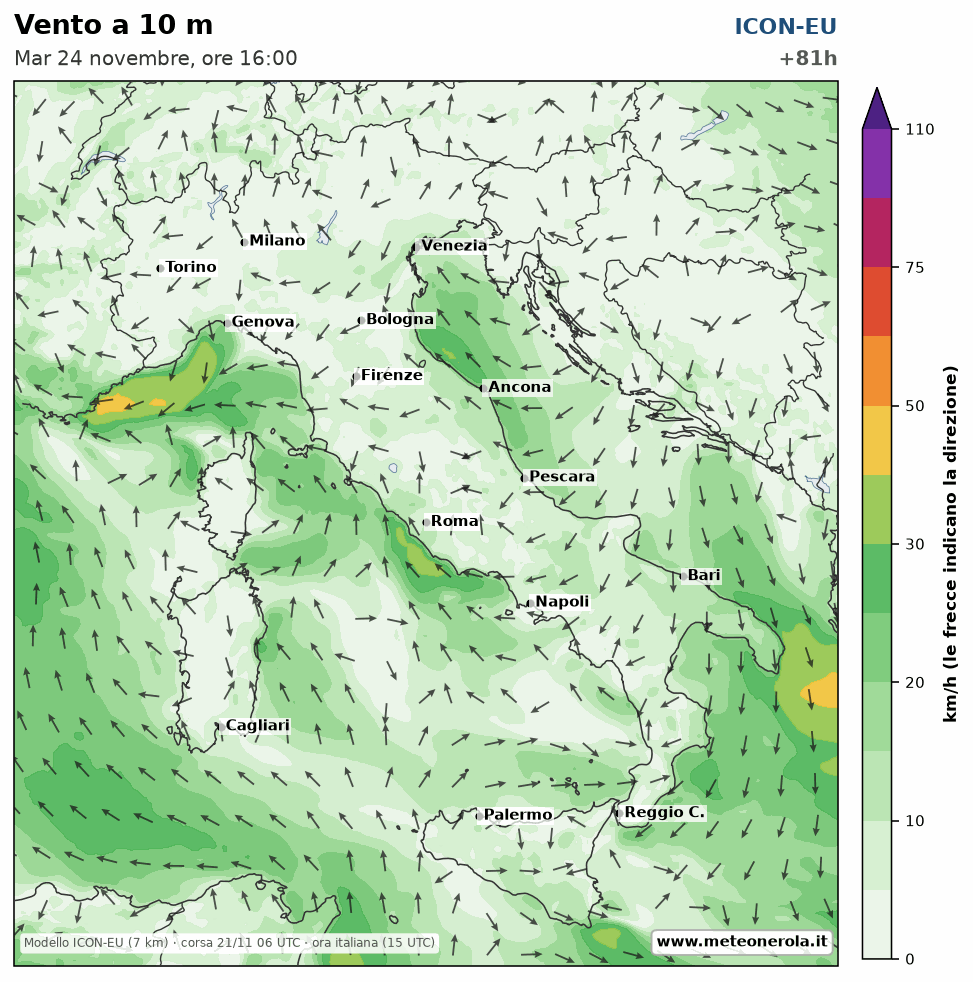 Vento a 10 m
ICON-EU
Mar 24 novembre, ore 16:00
+81h
110
75
50
30
20
10
0
km/h (le frecce indicano la direzione)
Milano
Venezia
Torino
Genova
Bologna
Firenze
Ancona
Pescara
Roma
Bari
Napoli
Cagliari
Palermo
Reggio C.
Modello ICON-EU (7 km) · corsa 21/11 06 UTC · ora italiana (15 UTC)
www.meteonerola.it